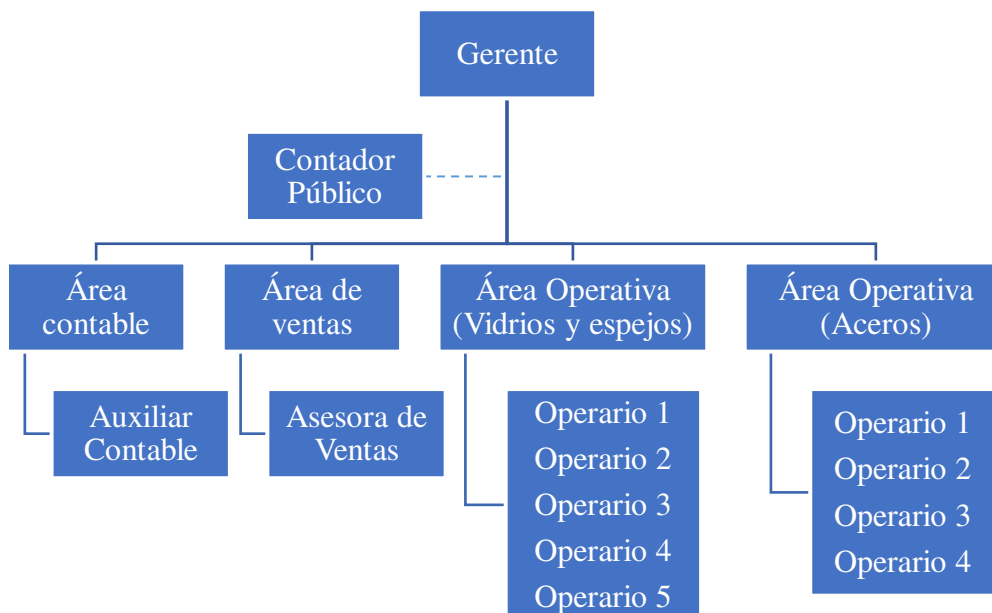 Gerente
Contador
Público
Área
contable
Área de
ventas
Área Operativa
(Vidrios y espejos)
Área Operativa
(Aceros)
Auxiliar
Contable
Asesora de
Ventas
Operario 1
Operario 2
Operario 3
Operario 4
Operario 5
Operario 1
Operario 2
Operario 3
Operario 4